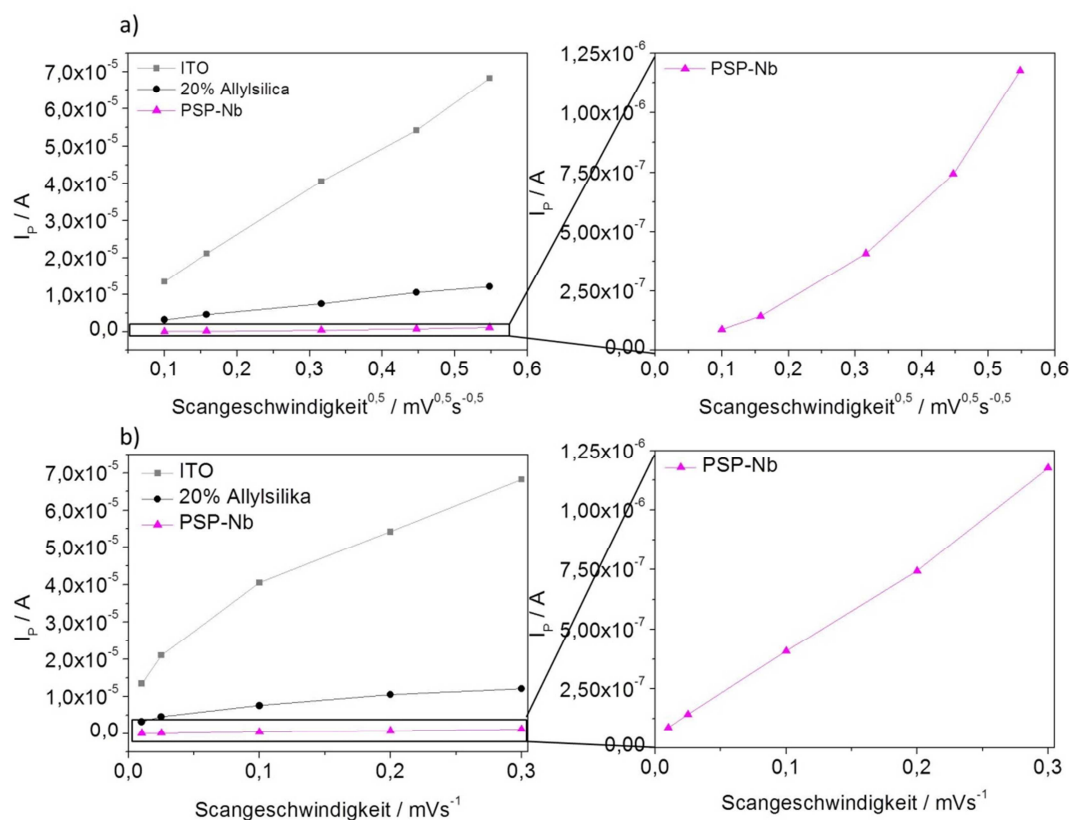 a)
7,0x10⁻⁵
6,0x10⁻⁵
5,0x10⁻⁵
4,0x10⁻⁵
3,0x10⁻⁵
2,0x10⁻⁵
1,0x10⁻⁵
0,0
I_P / A
ITO
20% Allylsilica
PSP-Nb
0,1 0,2 0,3 0,4 0,5 0,6
Scangeschwindigkeit⁰,⁵ / mV⁰,⁵s⁻⁰,⁵
1,25x10⁻⁶
1,00x10⁻⁶
7,50x10⁻⁷
5,00x10⁻⁷
2,50x10⁻⁷
0,00
I_P / A
PSP-Nb
0,0 0,1 0,2 0,3 0,4 0,5 0,6
Scangeschwindigkeit⁰,⁵ / mV⁰,⁵s⁻⁰,⁵
b)
7,0x10⁻⁵
6,0x10⁻⁵
5,0x10⁻⁵
4,0x10⁻⁵
3,0x10⁻⁵
2,0x10⁻⁵
1,0x10⁻⁵
0,0
I_P / A
ITO
20% Allylsilika
PSP-Nb
0,0 0,1 0,2 0,3
Scangeschwindigkeit / mVs⁻¹
1,25x10⁻⁶
1,00x10⁻⁶
7,50x10⁻⁷
5,00x10⁻⁷
2,50x10⁻⁷
0,00
I_P / A
PSP-Nb
0,0 0,1 0,2 0,3
Scangeschwindigkeit / mVs⁻¹